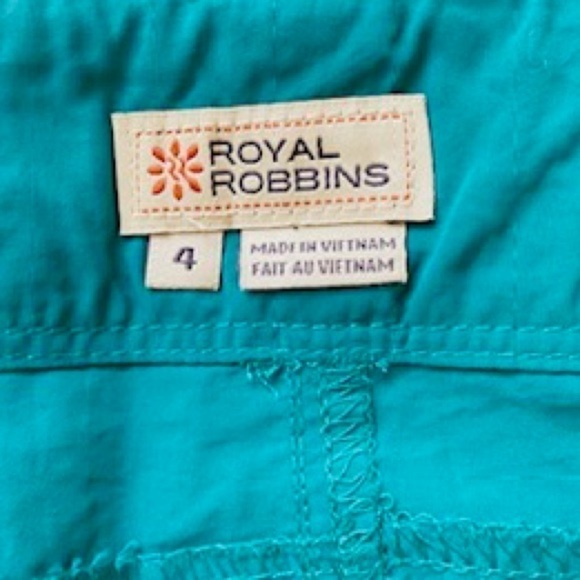 ROYAL
ROBBINS
4
MADE IN VIETNAM
FAIT AU VIETNAM